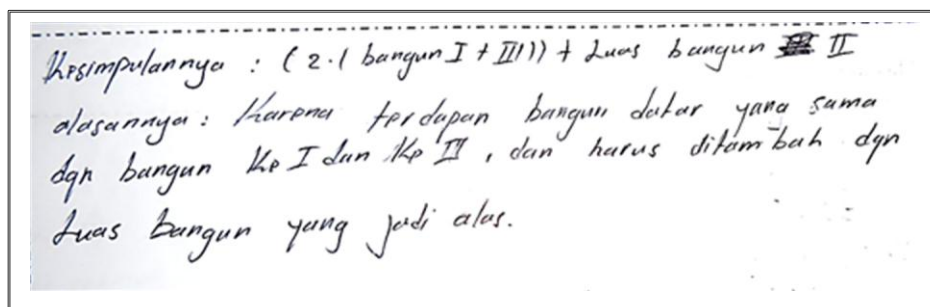 Kesimpulannya : (2.(bangun I + III)) + Luas bangun II
alasannya : Karena terdapan bangun datar yang sama
dgn bangun Ke I dan Ke III, dan harus ditambah dgn
Luas bangun yang jadi alas.